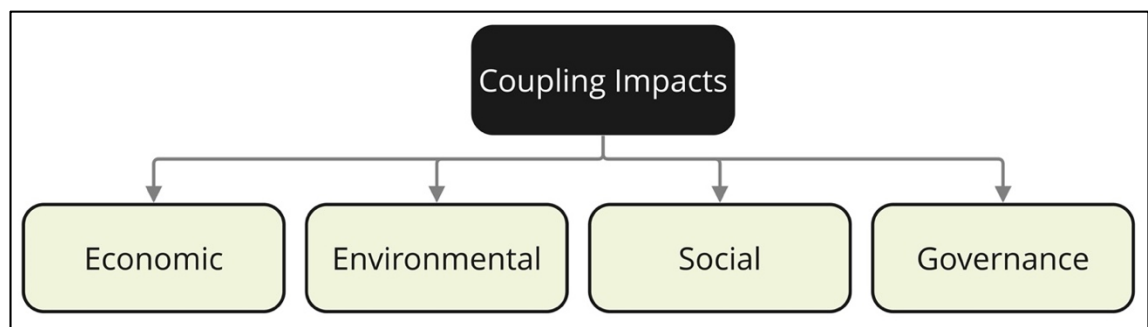 Coupling Impacts
Economic
Environmental
Social
Governance